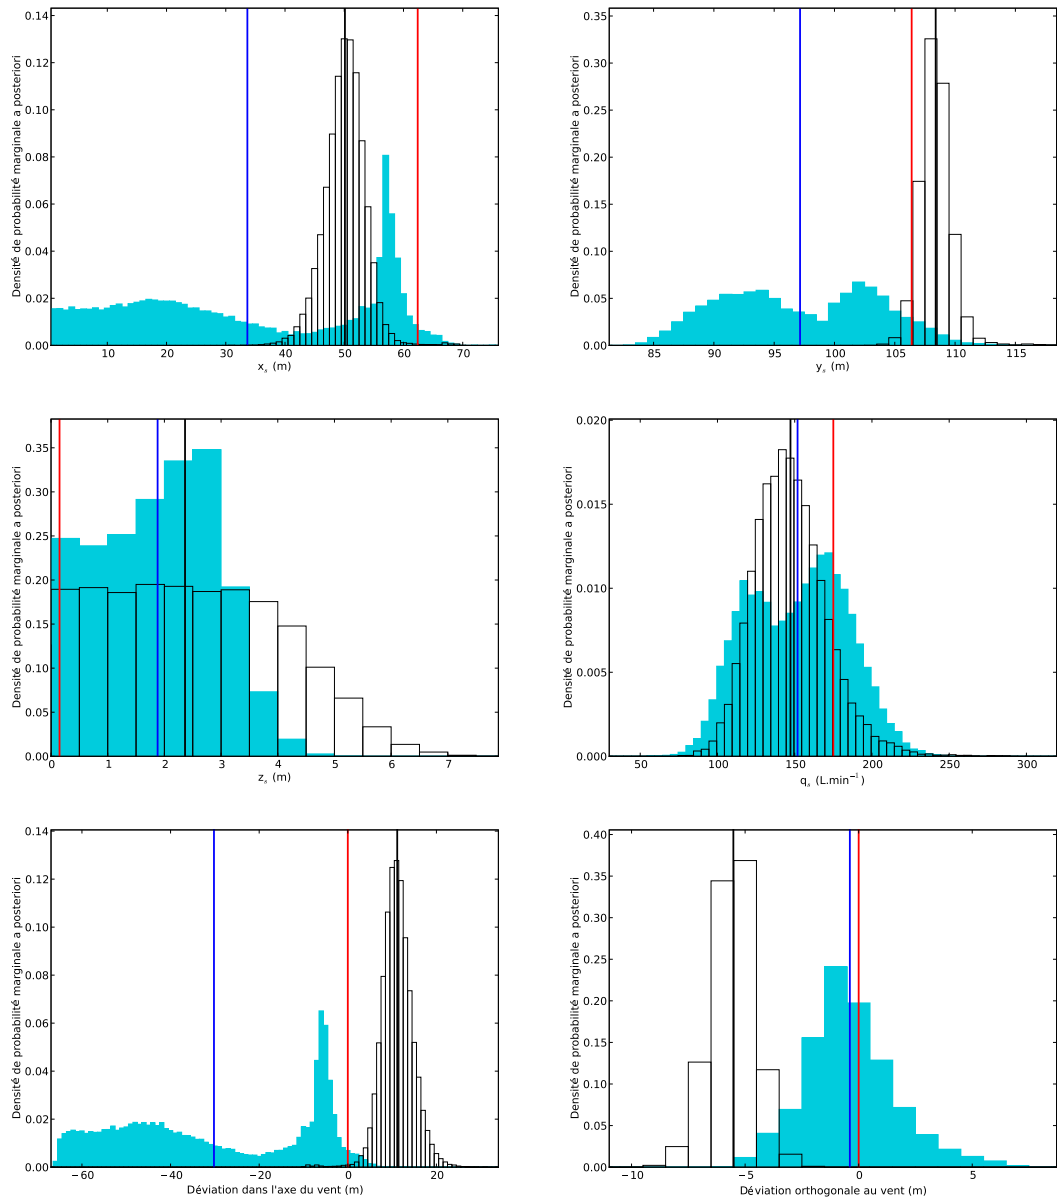 0.14
0.12
0.10
0.08
0.06
0.04
0.02
0.00
10 20 30 40 50 60 70
x_s (m)
Densité de probabilité marginale a posteriori
0.35
0.30
0.25
0.20
0.15
0.10
0.05
0.00
85 90 95 100 105 110 115
y_s (m)
Densité de probabilité marginale a posteriori
0.35
0.30
0.25
0.20
0.15
0.10
0.05
0.00
0 1 2 3 4 5 6 7
z_s (m)
Densité de probabilité marginale a posteriori
0.020
0.015
0.010
0.005
0.000
50 100 150 200 250 300
q_s (L.min⁻¹)
Densité de probabilité marginale a posteriori
0.14
0.12
0.10
0.08
0.06
0.04
0.02
0.00
−60 −40 −20 0 20
Déviation dans l'axe du vent (m)
Densité de probabilité marginale a posteriori
0.40
0.35
0.30
0.25
0.20
0.15
0.10
0.05
0.00
−10 −5 0 5
Déviation orthogonale au vent (m)
Densité de probabilité marginale a posteriori